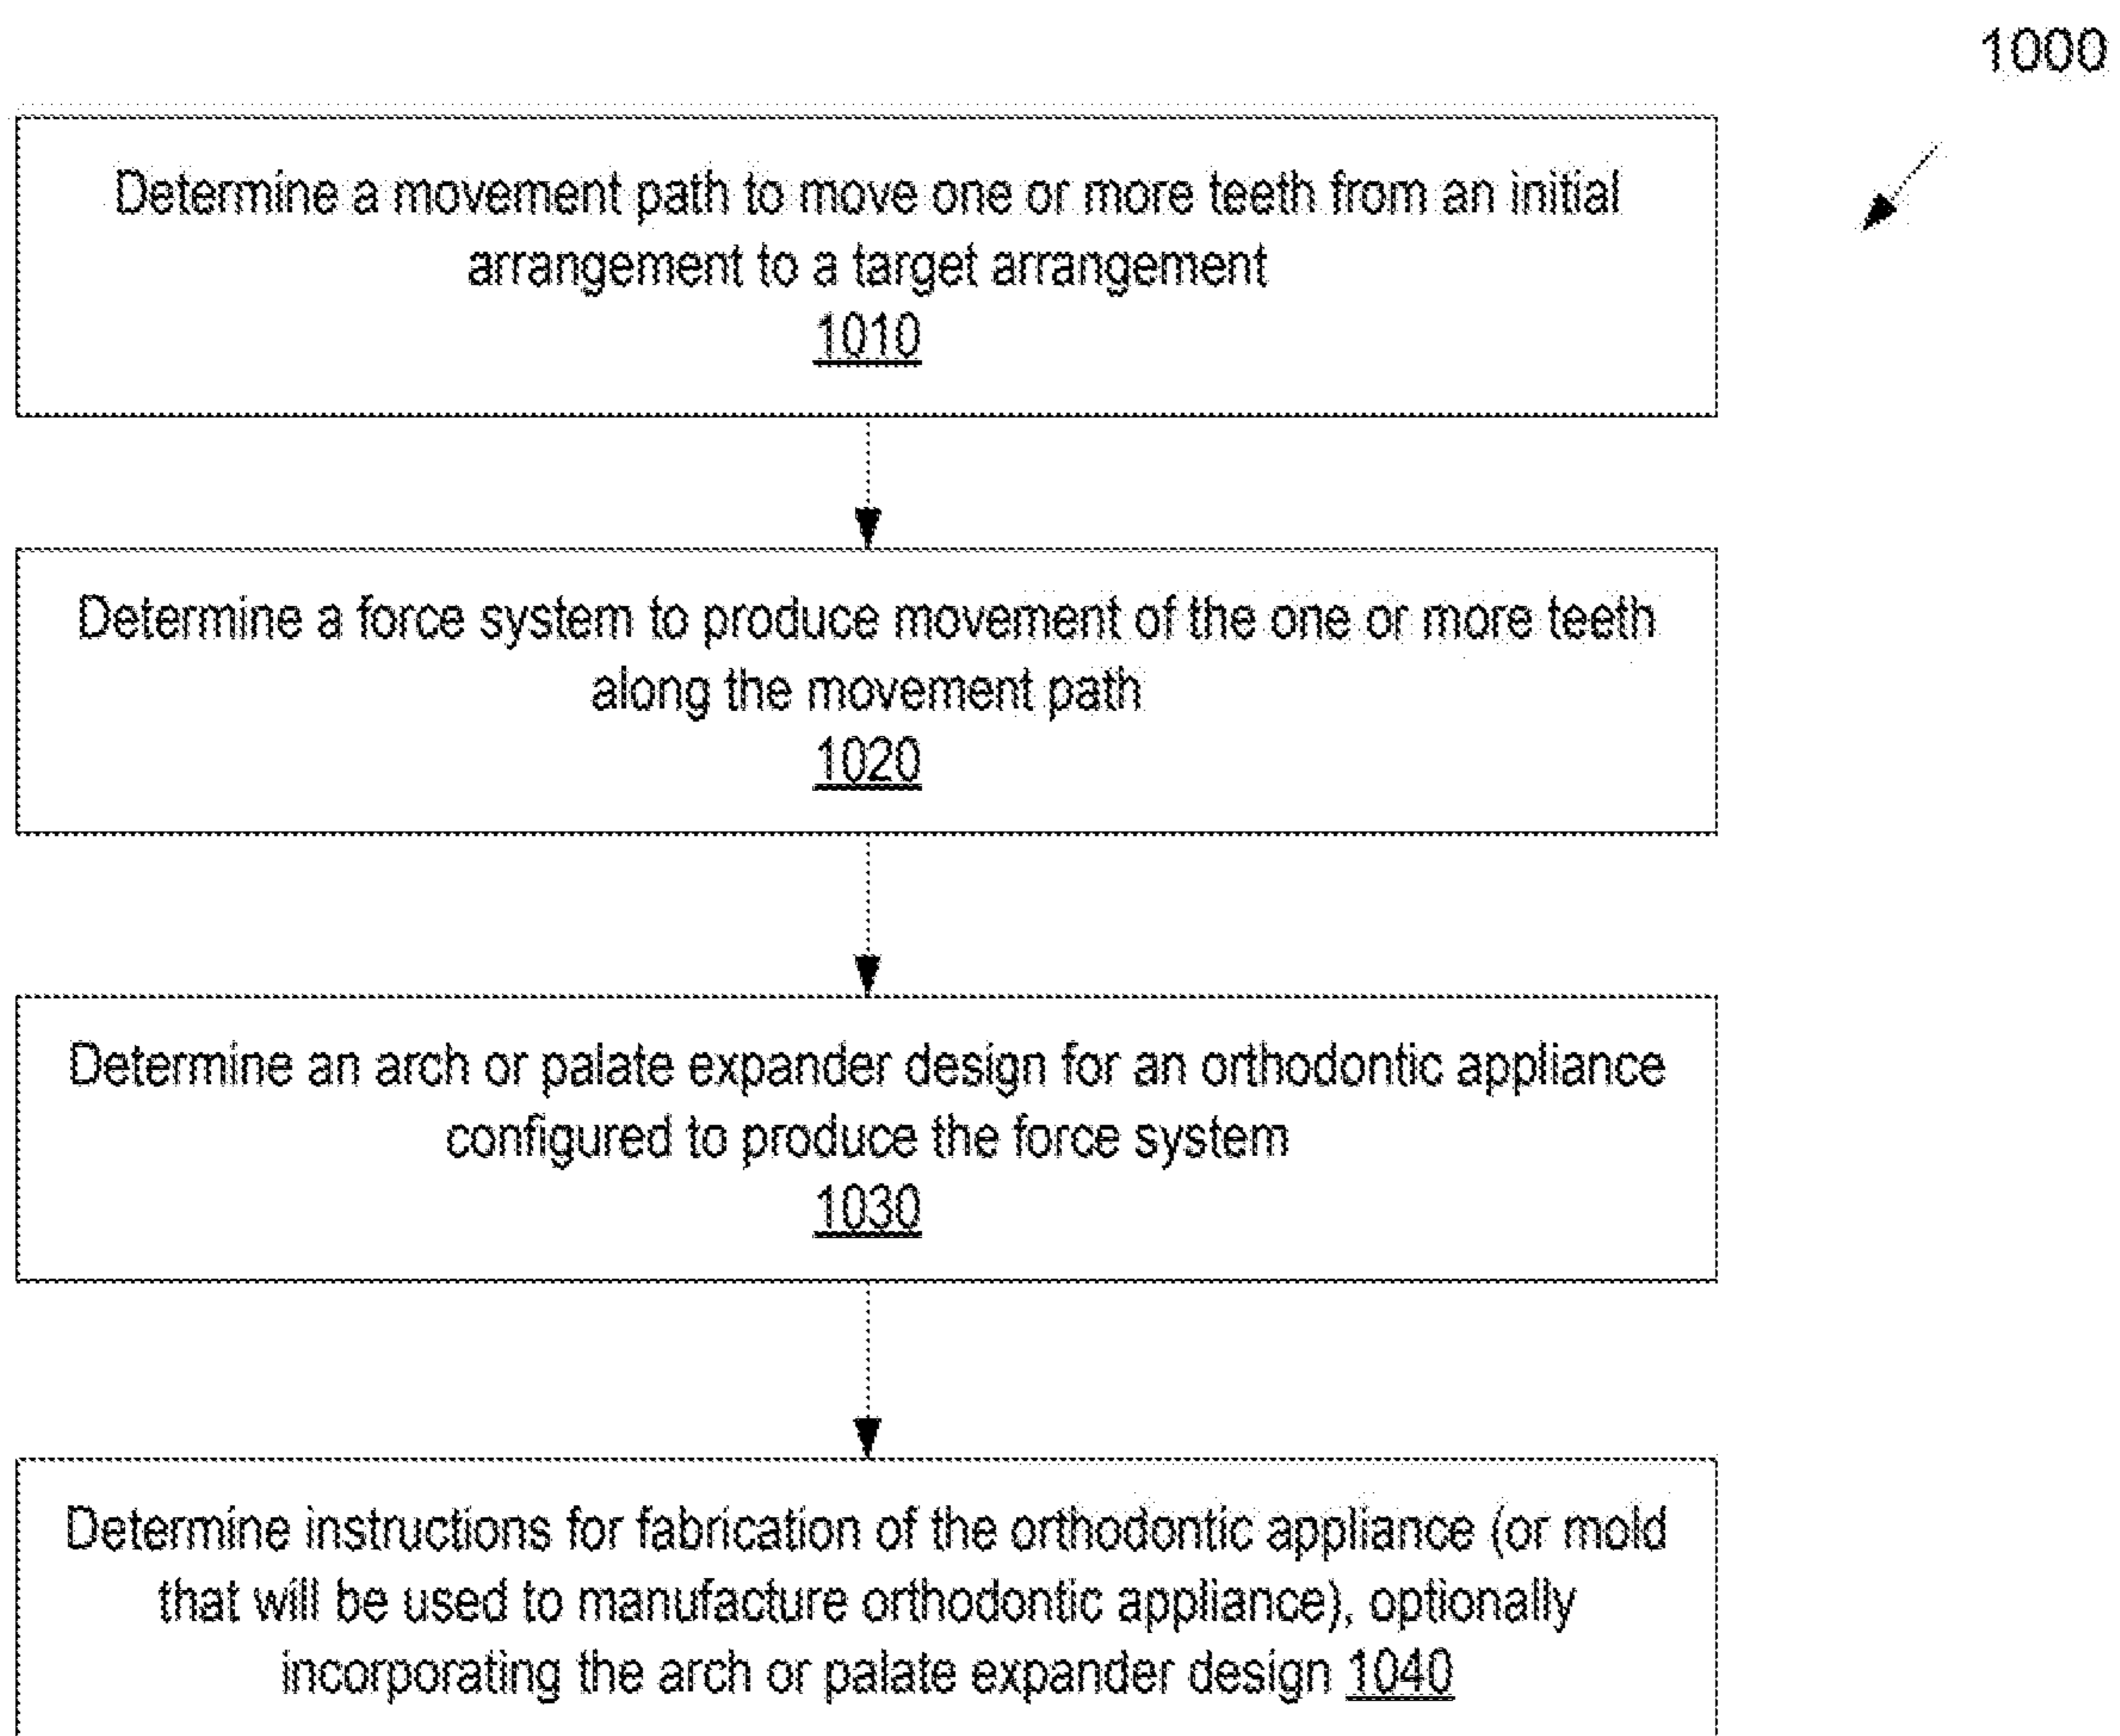 1000
Determine a movement path to move one or more teeth from an initial
arrangement to a target arrangement
1010
Determine a force system to produce movement of the one or more teeth
along the movement path
1020
Determine an arch or palate expander design for an orthodontic appliance
configured to produce the force system
1030
Determine instructions for fabrication of the orthodontic appliance (or mold
that will be used to manufacture orthodontic appliance), optionally
incorporating the arch or palate expander design 1040